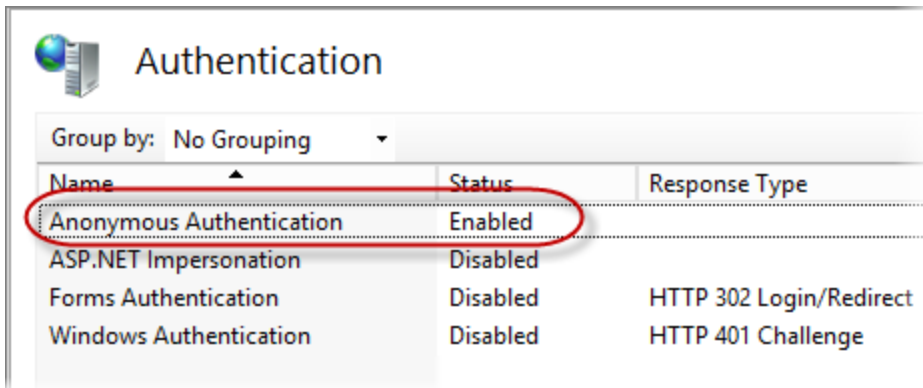 Authentication
Group by: No Grouping
Name Status Response Type
Anonymous Authentication Enabled
ASP.NET Impersonation Disabled
Forms Authentication Disabled HTTP 302 Login/Redirect
Windows Authentication Disabled HTTP 401 Challenge